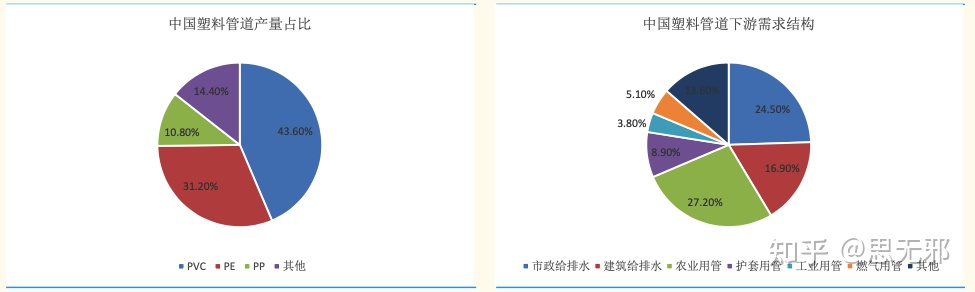 中国塑料管道产量占比
14.40%
43.60%
10.80%
31.20%
PVC PE PP 其他
中国塑料管道下游需求结构
13.60%
5.10%
24.50%
3.80%
8.90%
16.90%
27.20%
市政给排水 建筑给排水 农业用管 护套用管 工业用管 燃气用管 其他
知乎 @思无邪